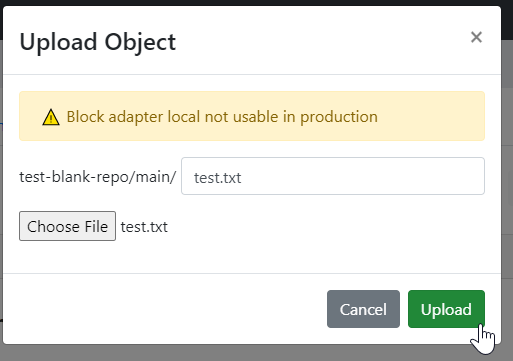 Upload Object
×
⚠ Block adapter local not usable in production
test-blank-repo/main/ test.txt
Choose File test.txt
Cancel Upload